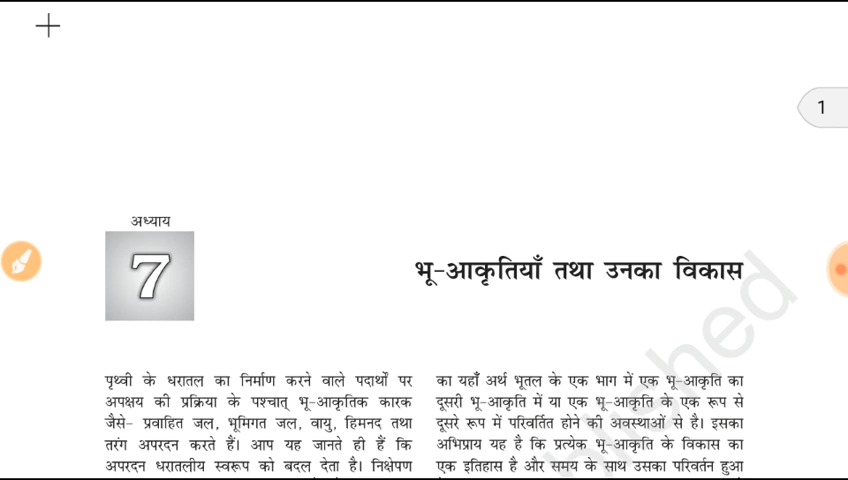 1
अध्याय
7
भू-आकृतियाँ तथा उनका विकास
पृथ्वी के धरातल का निर्माण करने वाले पदार्थों पर
अपक्षय की प्रक्रिया के पश्चात् भू-आकृतिक कारक
जैसे- प्रवाहित जल, भूमिगत जल, वायु, हिमनद तथा
तरंग अपरदन करते हैं। आप यह जानते ही हैं कि
अपरदन धरातलीय स्वरूप को बदल देता है। निक्षेपण
का यहाँ अर्थ भूतल के एक भाग में एक भू-आकृति का
दूसरी भू-आकृति में या एक भू-आकृति के एक रूप से
दूसरे रूप में परिवर्तित होने की अवस्थाओं से है। इसका
अभिप्राय यह है कि प्रत्येक भू-आकृति के विकास का
एक इतिहास है और समय के साथ उसका परिवर्तन हुआ